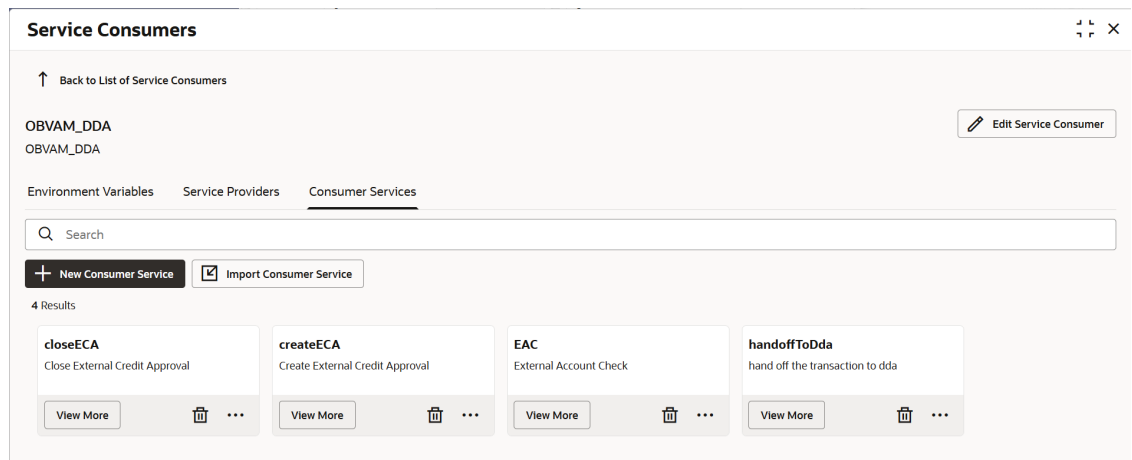 Service Consumers
Back to List of Service Consumers
OBVAM_DDA
OBVAM_DDA
Edit Service Consumer
Environment Variables Service Providers Consumer Services
Search
New Consumer Service Import Consumer Service
4 Results
closeECA createECA EAC handoffToDda
Close External Credit Approval Create External Credit Approval External Account Check hand off the transaction to dda
View More View More View More View More